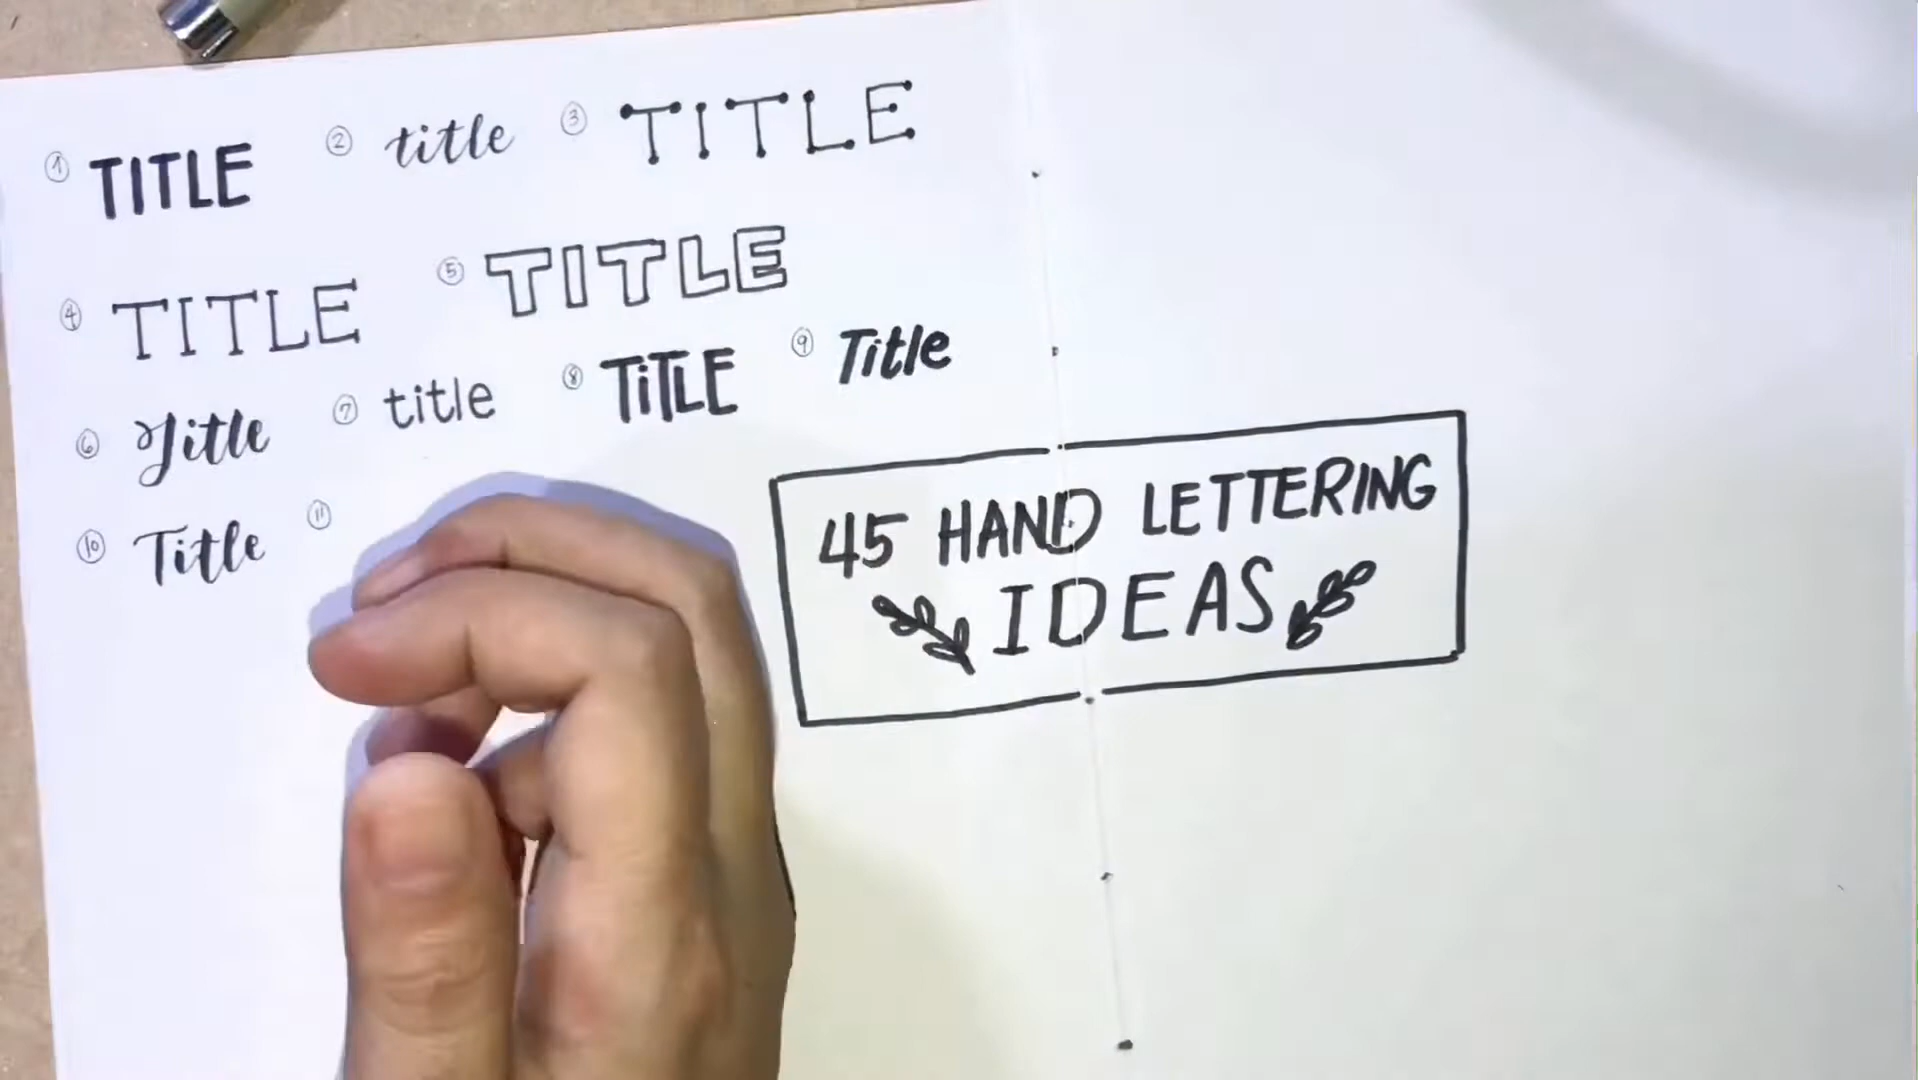 ① TITLE ② title ③ TITLE
④ TITLE ⑤ TITLE
⑥ Title ⑦ title ⑧ TiTLE ⑨ Title
⑩ Title ⑪
45 HAND LETTERING
IDEAS